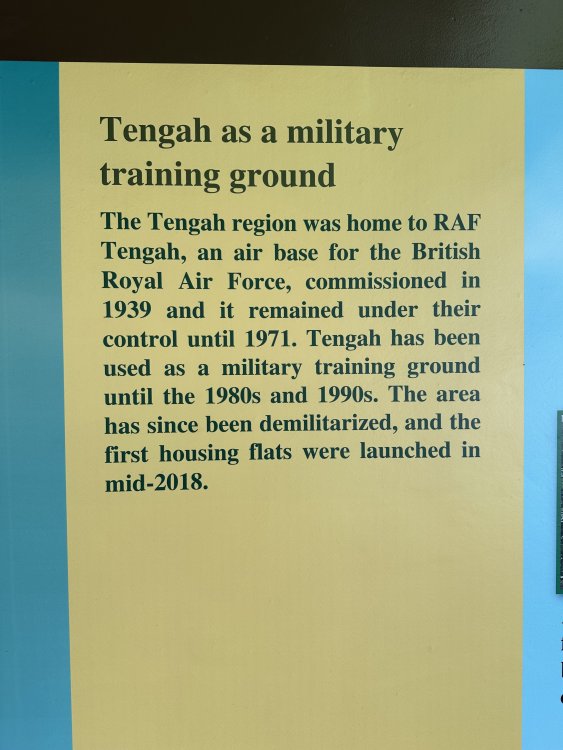 Tengah as a military
training ground
The Tengah region was home to RAF
Tengah, an air base for the British
Royal Air Force, commissioned in
1939 and it remained under their
control until 1971. Tengah has been
used as a military training ground
until the 1980s and 1990s. The area
has since been demilitarized, and the
first housing flats were launched in
mid-2018.